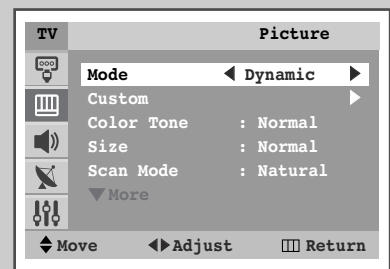 TV Picture
Mode Dynamic
Custom
Color Tone : Normal
Size : Normal
Scan Mode : Natural
More
Move Adjust Return